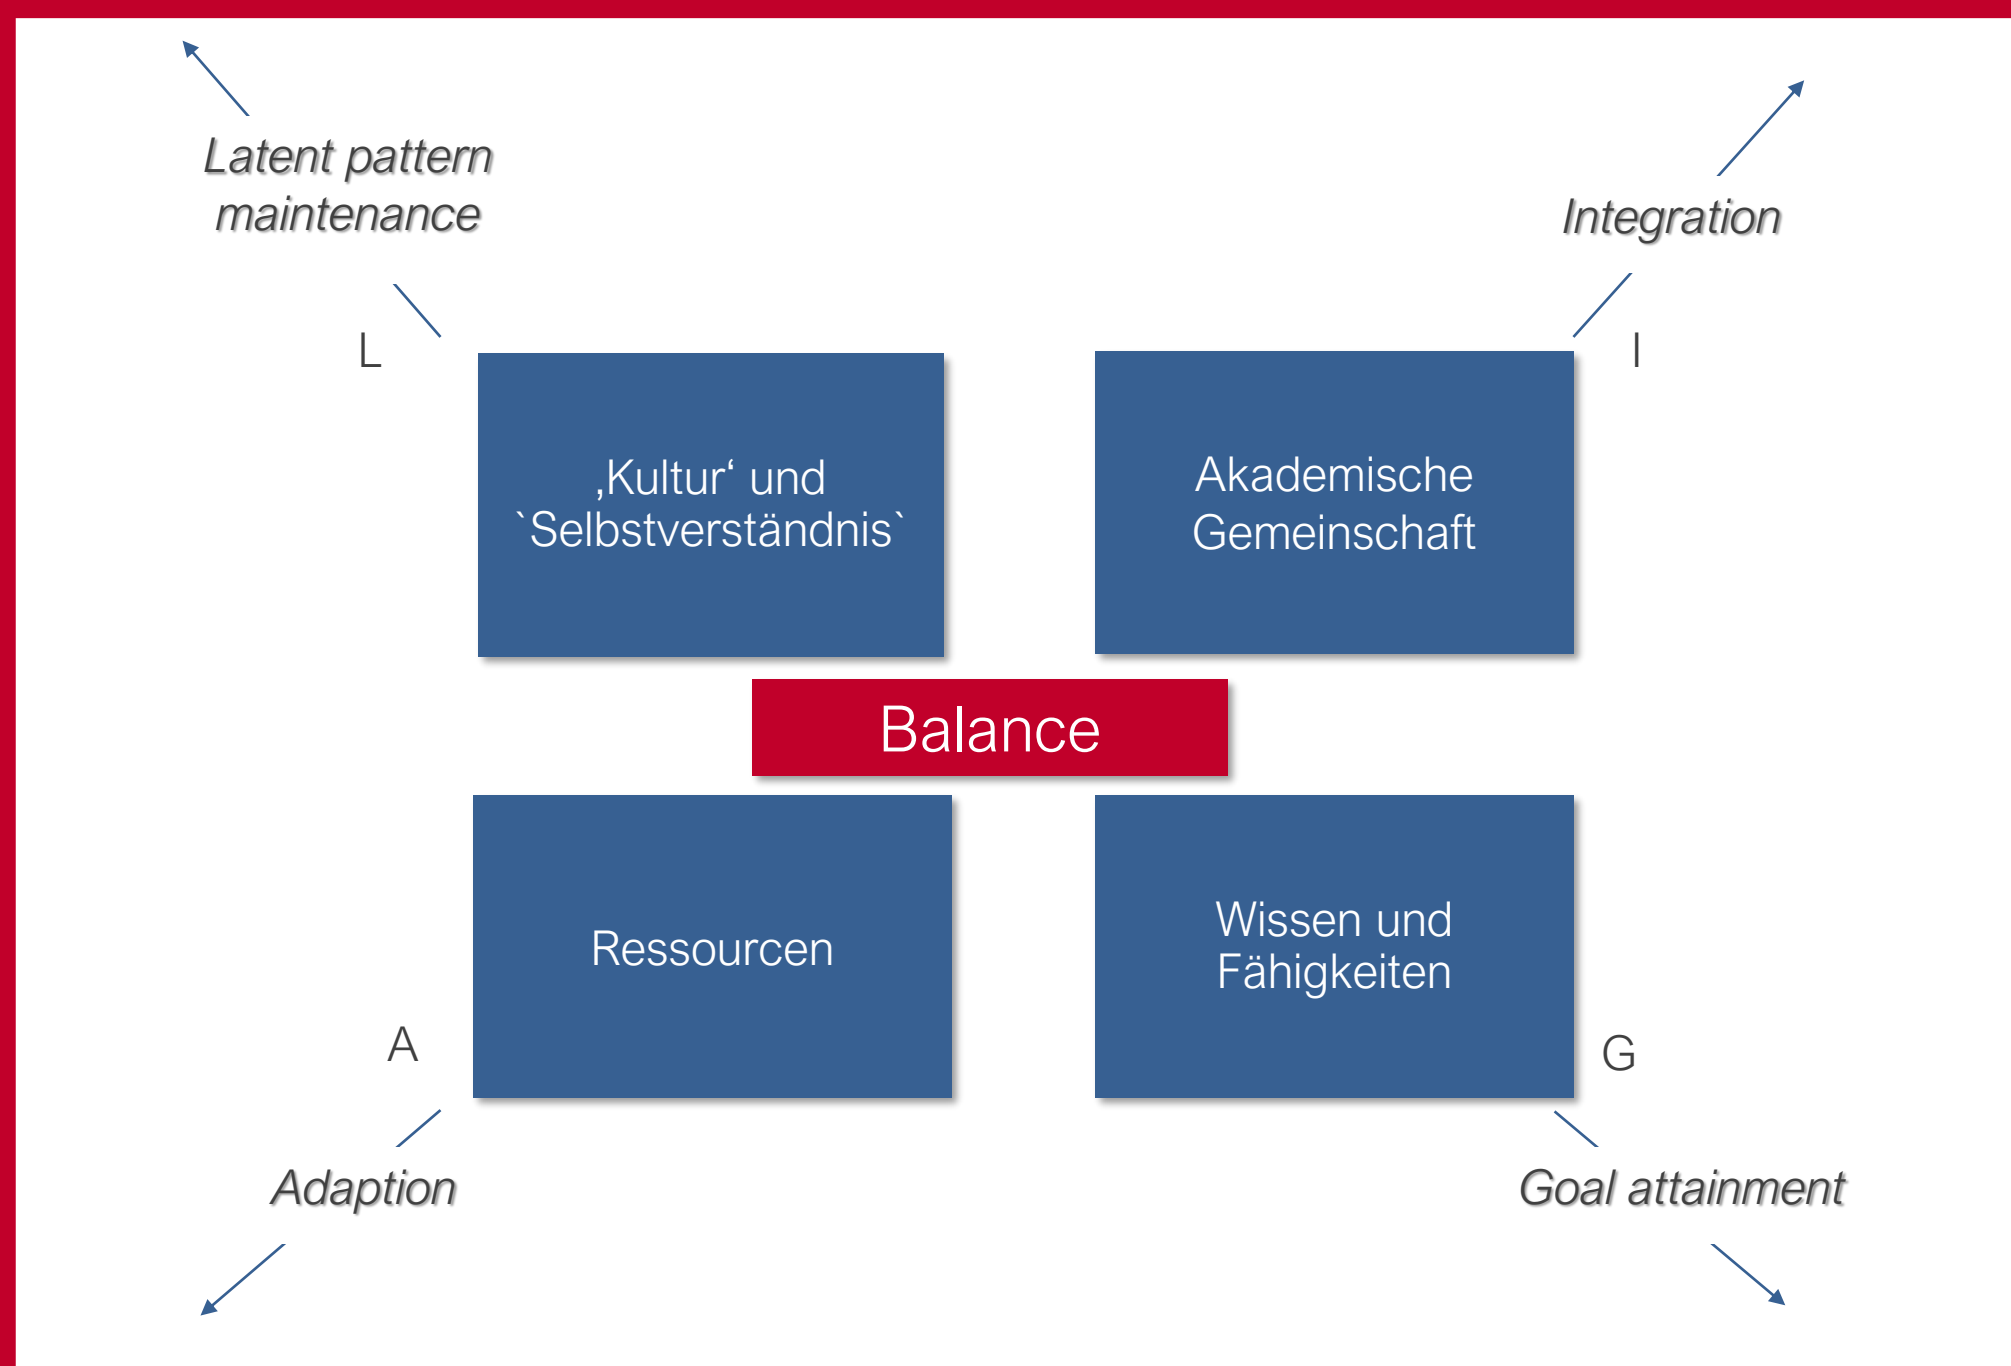 Latent pattern
maintenance
Integration
L
I
‚Kultur‘ und
`Selbstverständnis`
Akademische
Gemeinschaft
Balance
Ressourcen
Wissen und
Fähigkeiten
A
G
Adaption
Goal attainment